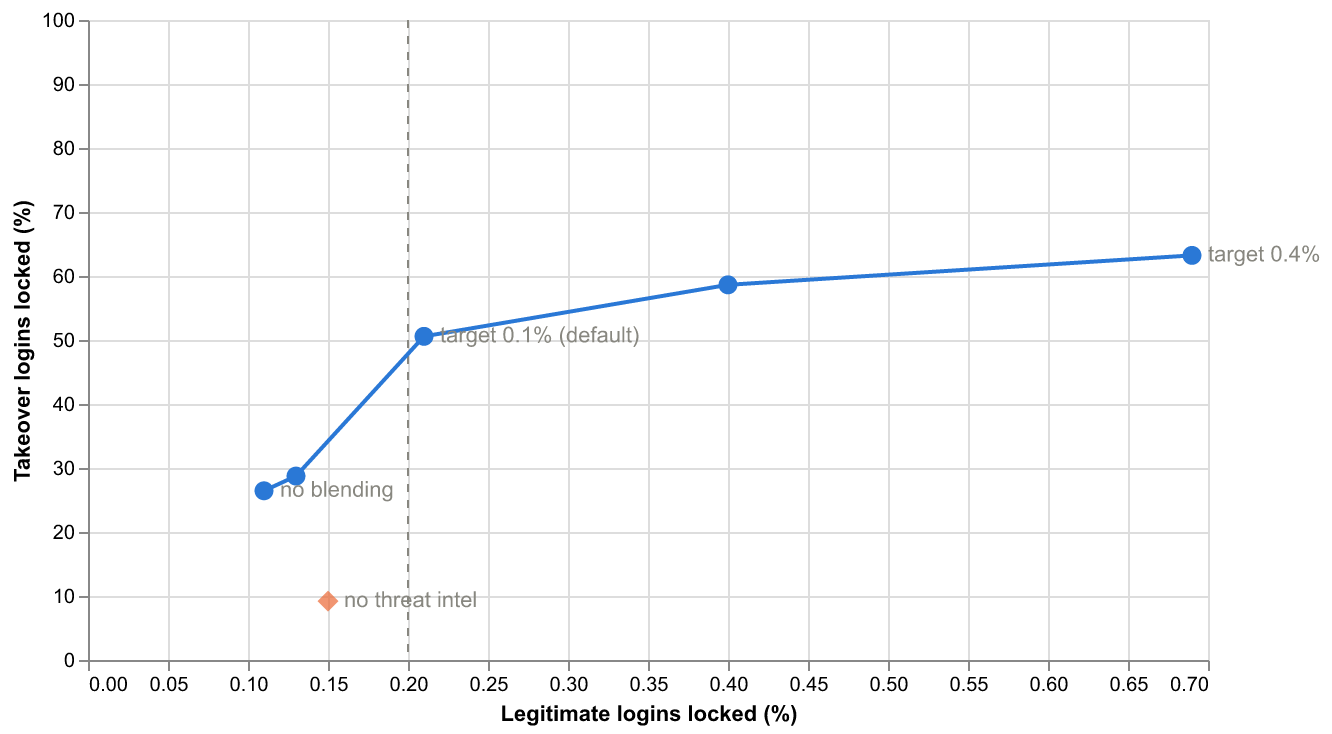 100
90
80
70
60
50
40
30
20
10
0
Takeover logins locked (%)
target 0.4%
target 0.1% (default)
no blending
no threat intel
0.00 0.05 0.10 0.15 0.20 0.25 0.30 0.35 0.40 0.45 0.50 0.55 0.60 0.65 0.70
Legitimate logins locked (%)